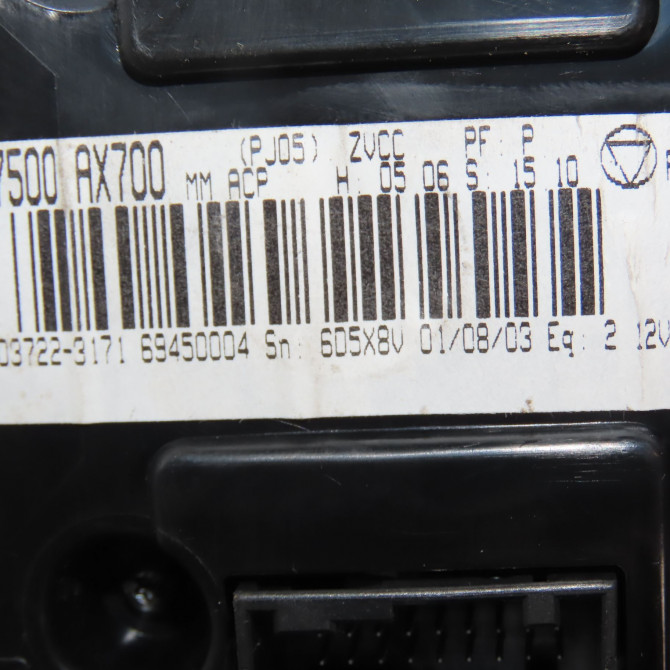 7500 AX700 (PJ05) ZVCC PF: P
MM ACP H: 05 06 S: 15 10
03722-3171 69450004 Sn: 605X8V 01/08/03 Eq: 2 12V